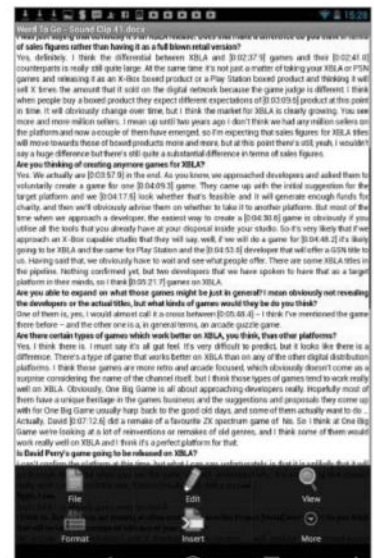 15:28
Word To Go - Sound Clip 41.docx
of sales figures rather than having it as a full blown retail version?
Yes, definitely. I think the differential between XBLA and [0:02:37.9] games and their [0:02:41.0]
counterparts is really still quite large. At the same time it's not just a matter of taking your XBLA or PSN
games and releasing it as an X-Box boxed product or a Play Station boxed product and thinking it will
sell X times the amount that it sold on the digital network because the game judge is different. I think
when people buy a boxed product they expect different expectations of [0:03:09.6] product at this point
in time. It will obviously change over time, but I think the market for XBLA is clearly growing. You see
more and more million sellers. I mean up until two years ago I don't think we had any million sellers on
the platform and now a couple of them have emerged, so I'm expecting that sales figures for XBLA titles
will move towards those of boxed products more and more, but at this point there's still, yeah, I wouldn't
say a huge difference but there's still quite a substantial difference in terms of sales figures.
Are you thinking of creating anymore games for XBLA?
Yes. We actually are [0:03:57.9] in the end. As you know, we approached developers and asked them to
voluntarily create a game for one [0:04:09.3] game. They came up with the initial suggestion for the
target platform and we [0:04:17.6] look whether that's feasible and it will generate enough funds for
charity, and then we'll obviously advise them on whether to take it to another platform. But most of the
time when we approach a developer, the easiest way to create a [0:04:30.6] game is obviously if you
utilise all the tools that you already have at your disposal inside your studio. So it's very likely that if we
approach an X-Box capable studio that they will say, well, if we will do a game for [0:04:48.2] it's likely
going to be XBLA and the same for Play Station and the [0:04:53.5] developer that will offer a GSN title to
us. Having said that, we obviously have to wait and see what people offer. There are some XBLA titles in
the pipeline. Nothing confirmed yet, but two developers that we have spoken to have that as a target
platform in their minds, so I think [0:05:21.7] games on XBLA.
Are you able to expand on what those games might be just in general? I mean obviously not revealing
the developers or the actual titles, but what kinds of games would they be do you think?
One of them is, yes, I would almost call it a cross between [0:05:48.4] – I think I've mentioned the game
there before – and the other one is a, in general terms, an arcade puzzle game.
Are there certain types of games which work better on XBLA, you think, than other platforms?
Yes, I think there is. I must say it's all gut feel. It's very difficult to predict, but it looks like there is a
difference. There's a type of game that works better on XBLA than on any of the other digital distribution
platforms. I think those games are more retro and arcade focused, which obviously doesn't come as a
surprise considering the name of the channel itself, but I think those types of games tend to work really
well on XBLA. Obviously, One Big Game is all about approaching developers really. Hopefully most of
them have a unique heritage in the games business and the suggestions and proposals they come up
with for One Big Game usually harp back to the good old days, and some of them actually want to do ..
Actually, David [0:07:12.6] did a remake of a favourite ZX spectrum game of his. So I think at One Big
Game we're looking at a lot of reinventions or remakes of old genres, and I think some of them would
work really well on XBLA and I think it's a perfect platform for that.
Is David Perry's game going to be released on XBLA?
File
Edit
View
Format
Insert
More